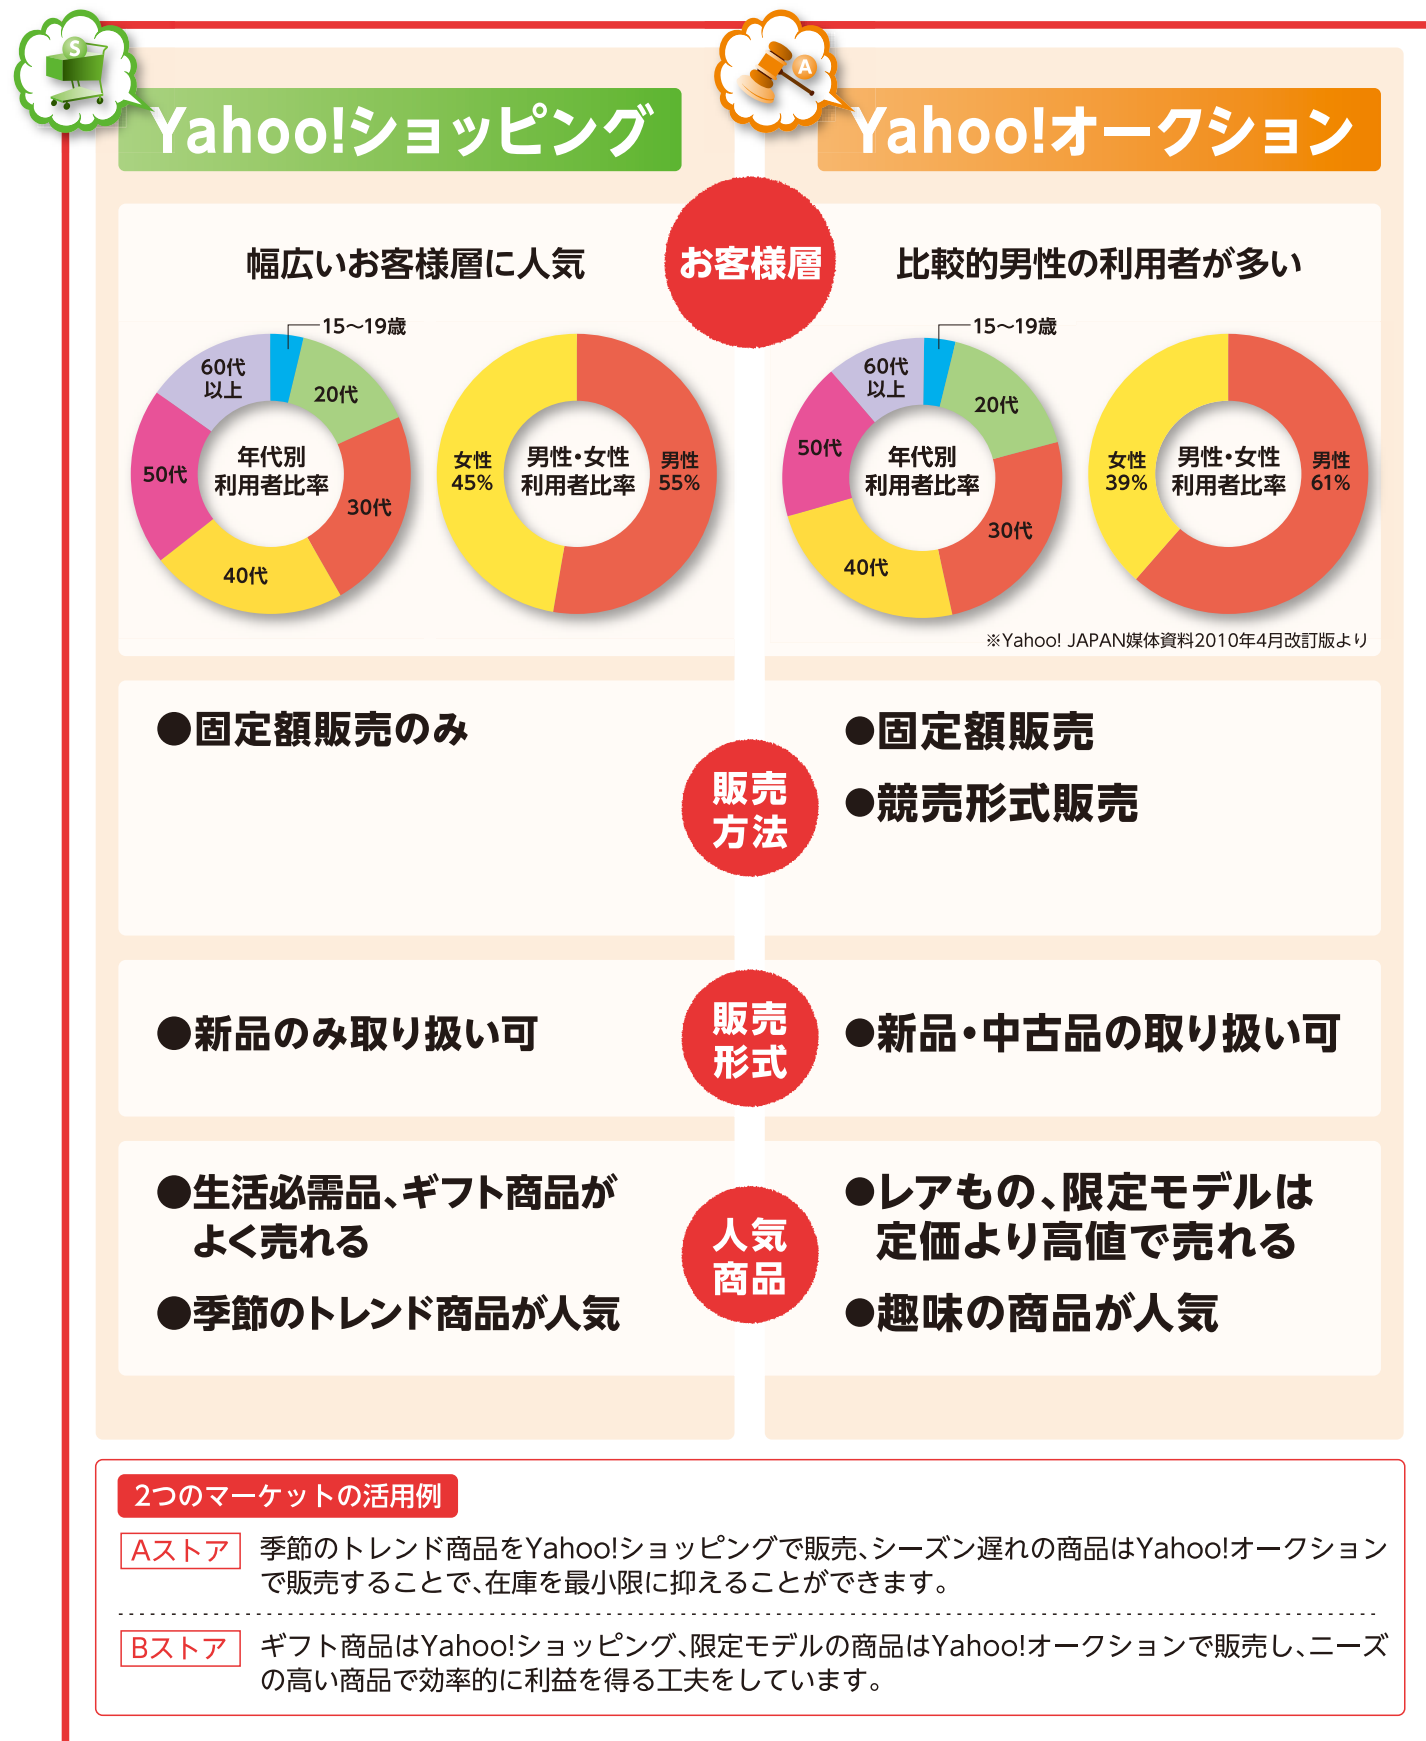 S
Yahoo!ショッピング
A
Yahoo!オークション
お客様層
幅広いお客様層に人気
15〜19歳
20代
30代
40代
50代
60代
以上
年代別
利用者比率
女性
45%
男性・女性
利用者比率
男性
55%
比較的男性の利用者が多い
15〜19歳
20代
30代
40代
50代
60代
以上
年代別
利用者比率
女性
39%
男性・女性
利用者比率
男性
61%
※Yahoo! JAPAN媒体資料2010年4月改訂版より
販売
方法
●固定額販売のみ
●固定額販売
●競売形式販売
販売
形式
●新品のみ取り扱い可
●新品・中古品の取り扱い可
人気
商品
●生活必需品、ギフト商品が
よく売れる
●季節のトレンド商品が人気
●レアもの、限定モデルは
定価より高値で売れる
●趣味の商品が人気
2つのマーケットの活用例
Aストア
季節のトレンド商品をYahoo!ショッピングで販売、シーズン遅れの商品はYahoo!オークション
で販売することで、在庫を最小限に抑えることができます。
Bストア
ギフト商品はYahoo!ショッピング、限定モデルの商品はYahoo!オークションで販売し、ニーズ
の高い商品で効率的に利益を得る工夫をしています。